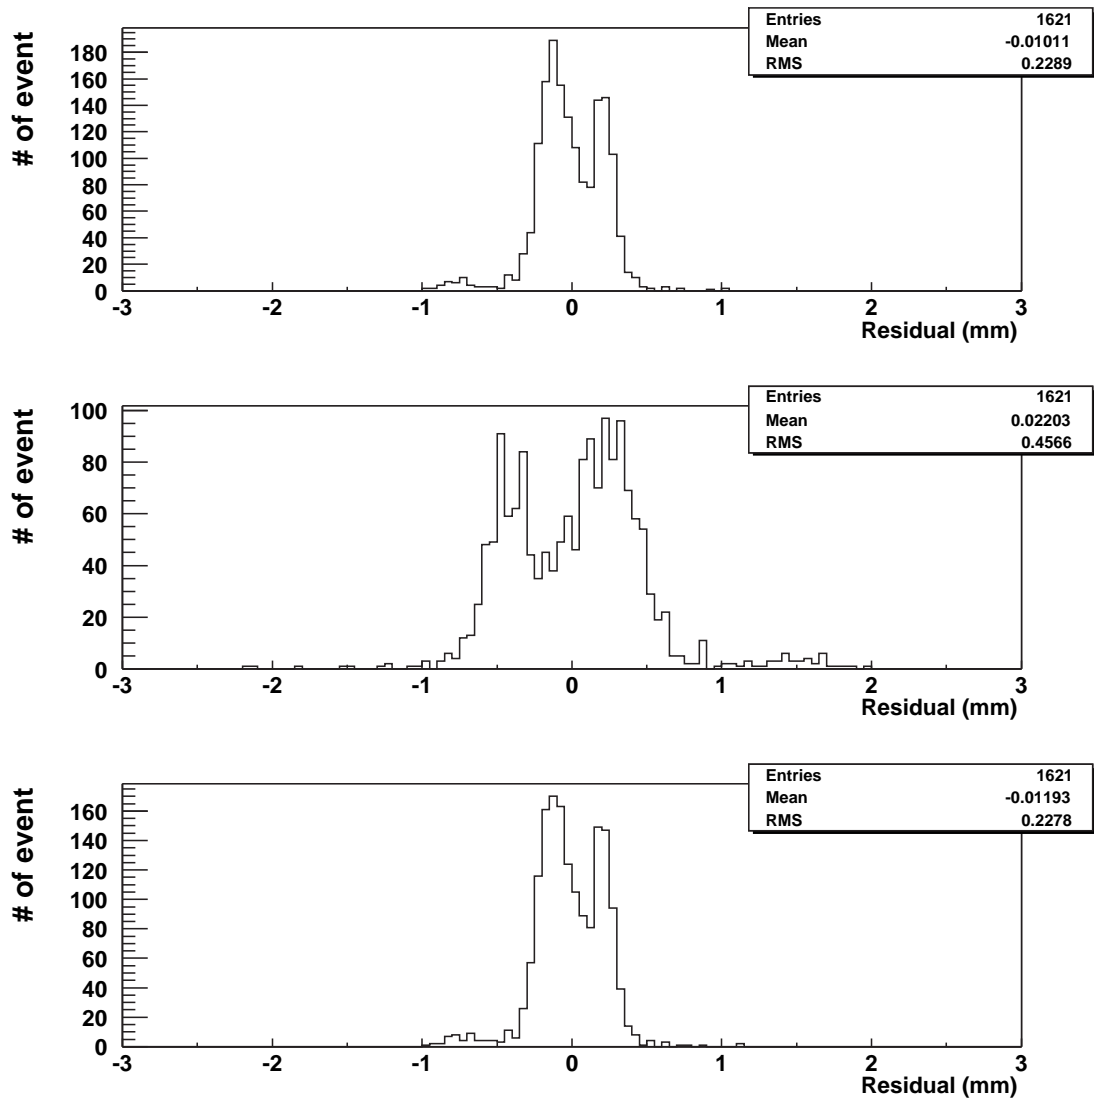 Entries 1621
Mean -0.01011
RMS 0.2289
# of event
180
160
140
120
100
80
60
40
20
0
-3 -2 -1 0 1 2 3
Residual (mm)
Entries 1621
Mean 0.02203
RMS 0.4566
# of event
100
80
60
40
20
0
-3 -2 -1 0 1 2 3
Residual (mm)
Entries 1621
Mean -0.01193
RMS 0.2278
# of event
160
140
120
100
80
60
40
20
0
-3 -2 -1 0 1 2 3
Residual (mm)